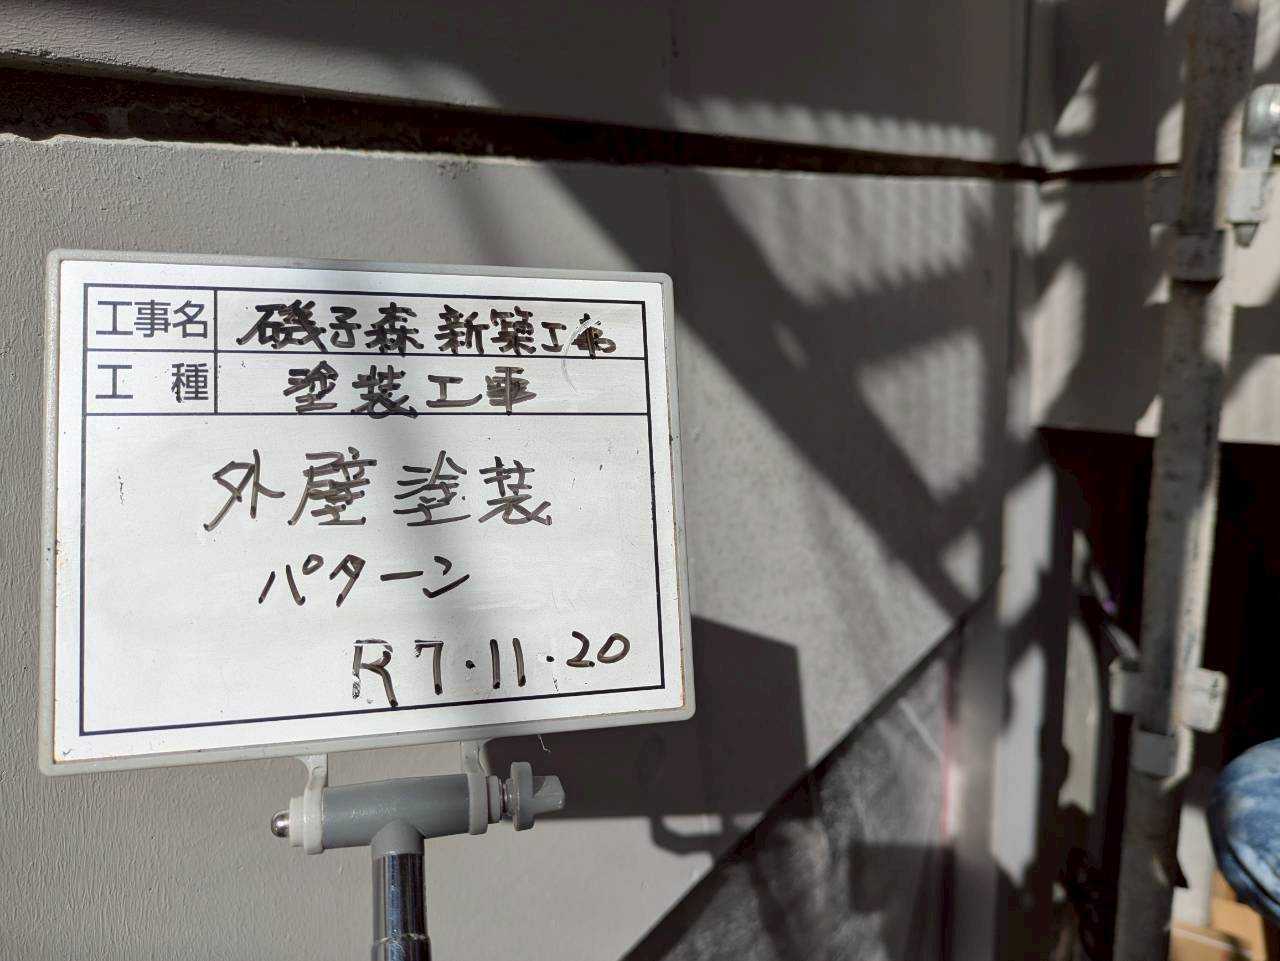 工事名 磯子森新築工事
工種 塗装工事
外壁塗装
パターン
R7.11.20